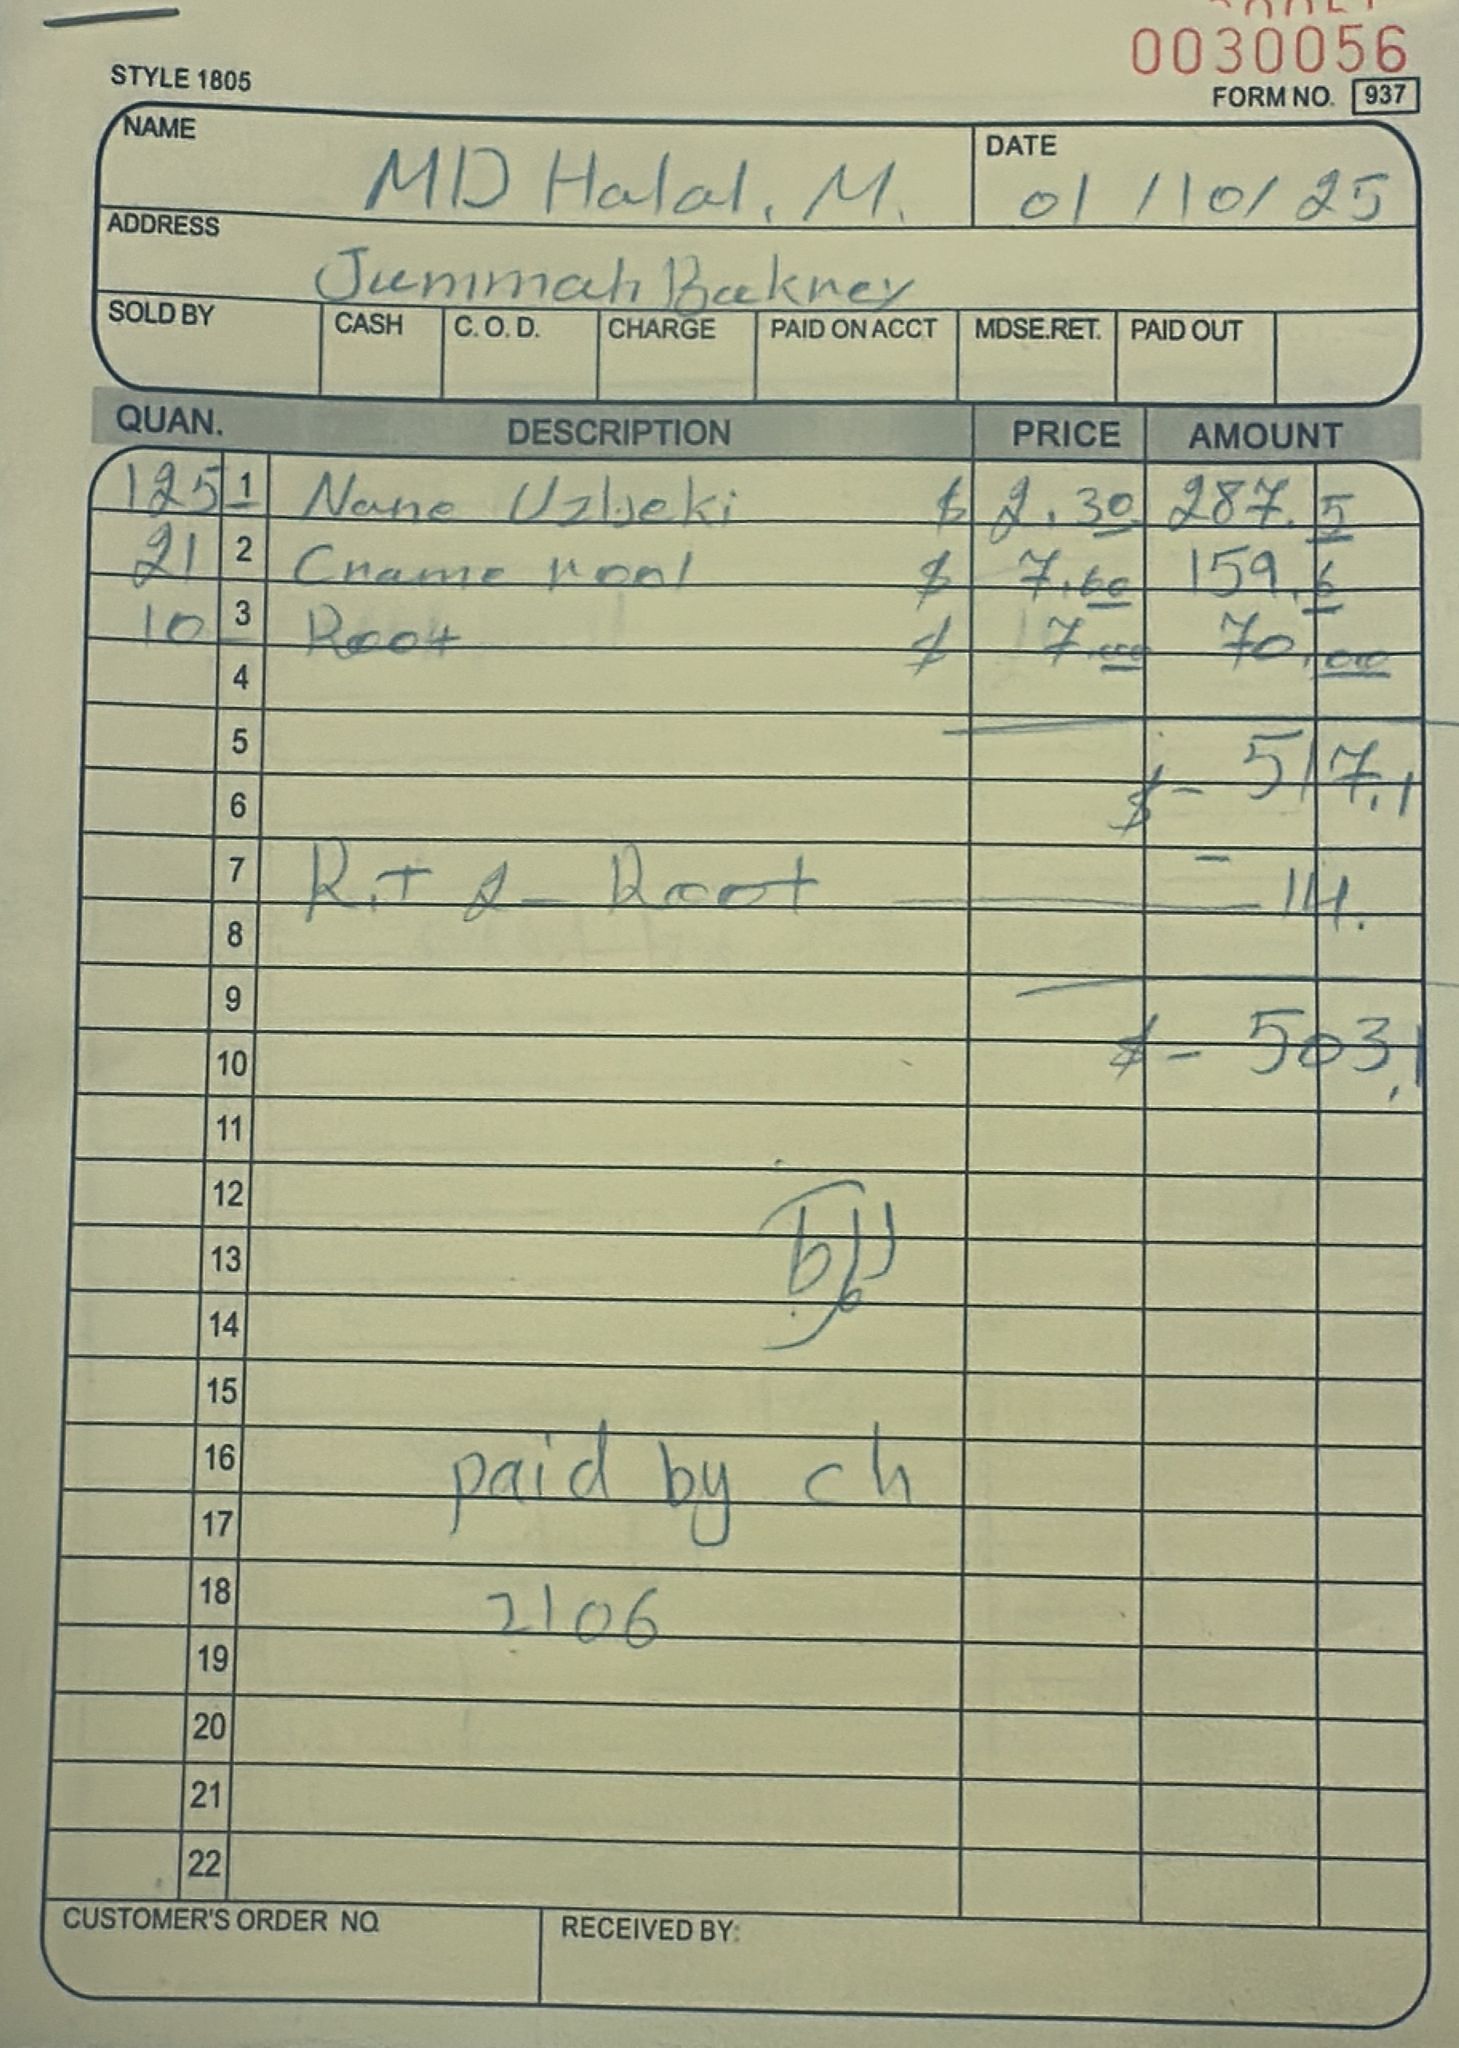 0030056
STYLE 1805
FORM NO. 937
NAME MD Halal. M. DATE 01/10/25
ADDRESS Jummah Bakney
SOLD BY CASH C. O. D. CHARGE PAID ON ACCT MDSE.RET. PAID OUT
QUAN. DESCRIPTION PRICE AMOUNT
125 1 Nane Uzbeki $ 2.30 287.5
21 2 Crame rool $ 7.60 159.6
10 3 Root $ 7.00 70.00
4
5 $- 517.1
6
7 R.T 2- Root - 14.
8
9
10 $- 503.1
11
12
13
14
15
16 paid by ch
17
18 2106
19
20
21
22
CUSTOMER'S ORDER NO. RECEIVED BY: